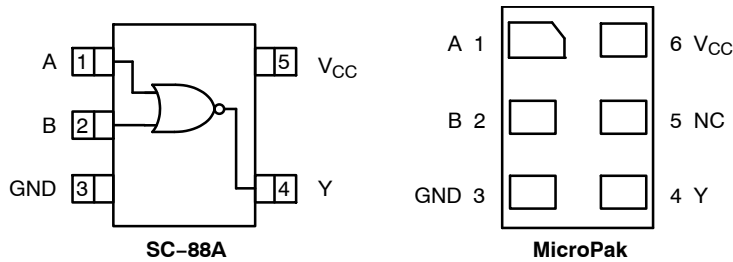 A 1 5 VCC
B 2
GND 3 4 Y
SC–88A
A 1 6 VCC
B 2 5 NC
GND 3 4 Y
MicroPak